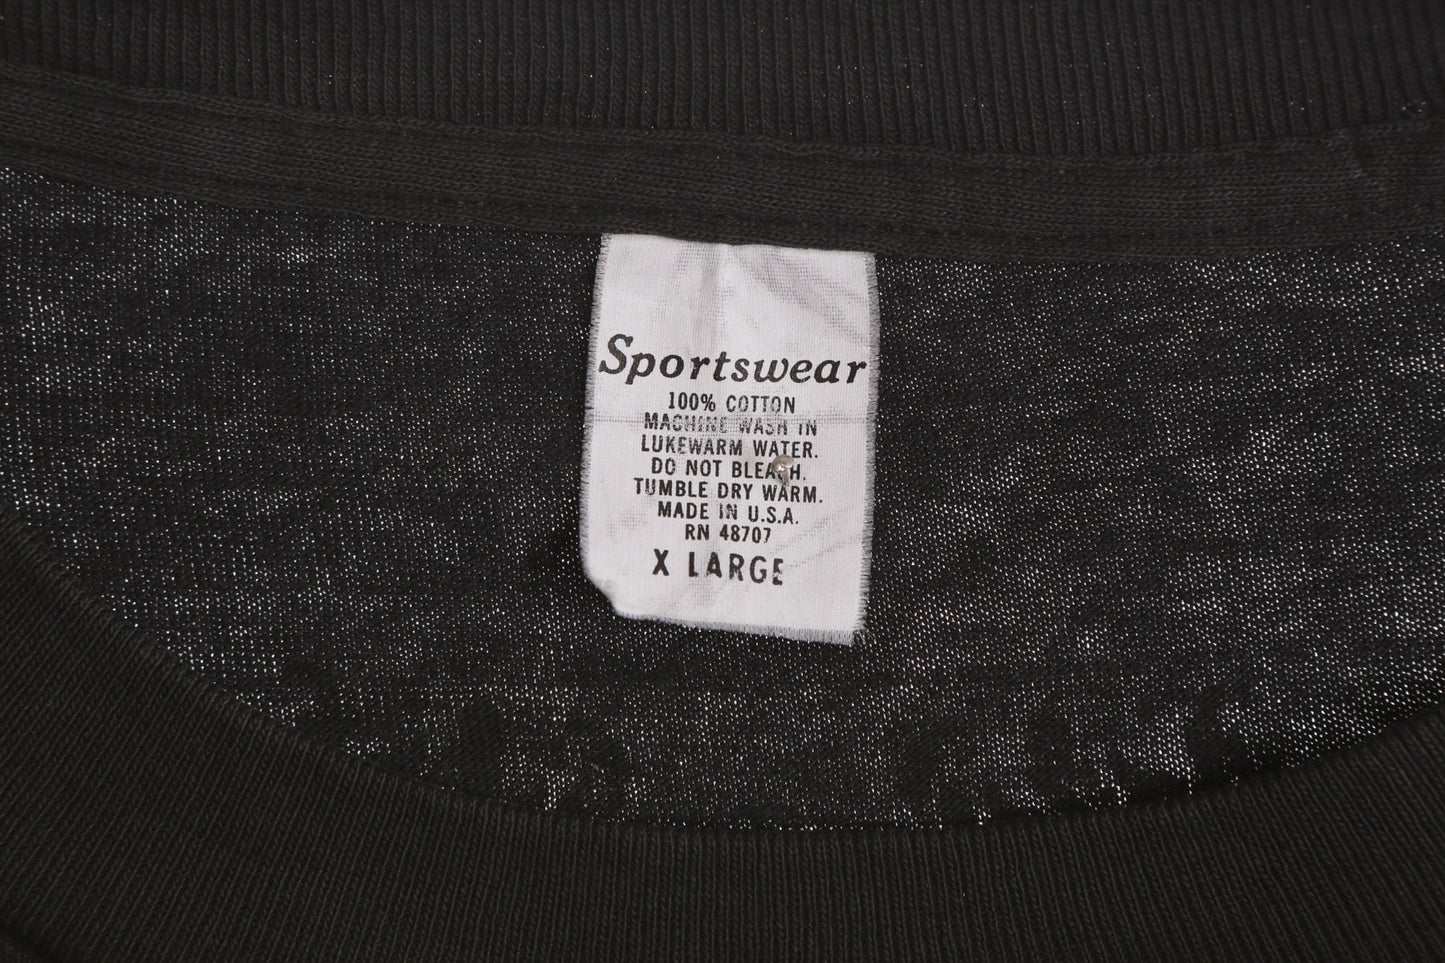 Sportswear
100% COTTON
MACHINE WASH IN
LUKEWARM WATER.
DO NOT BLEACH.
TUMBLE DRY WARM.
MADE IN U.S.A.
RN 48707
X LARGE